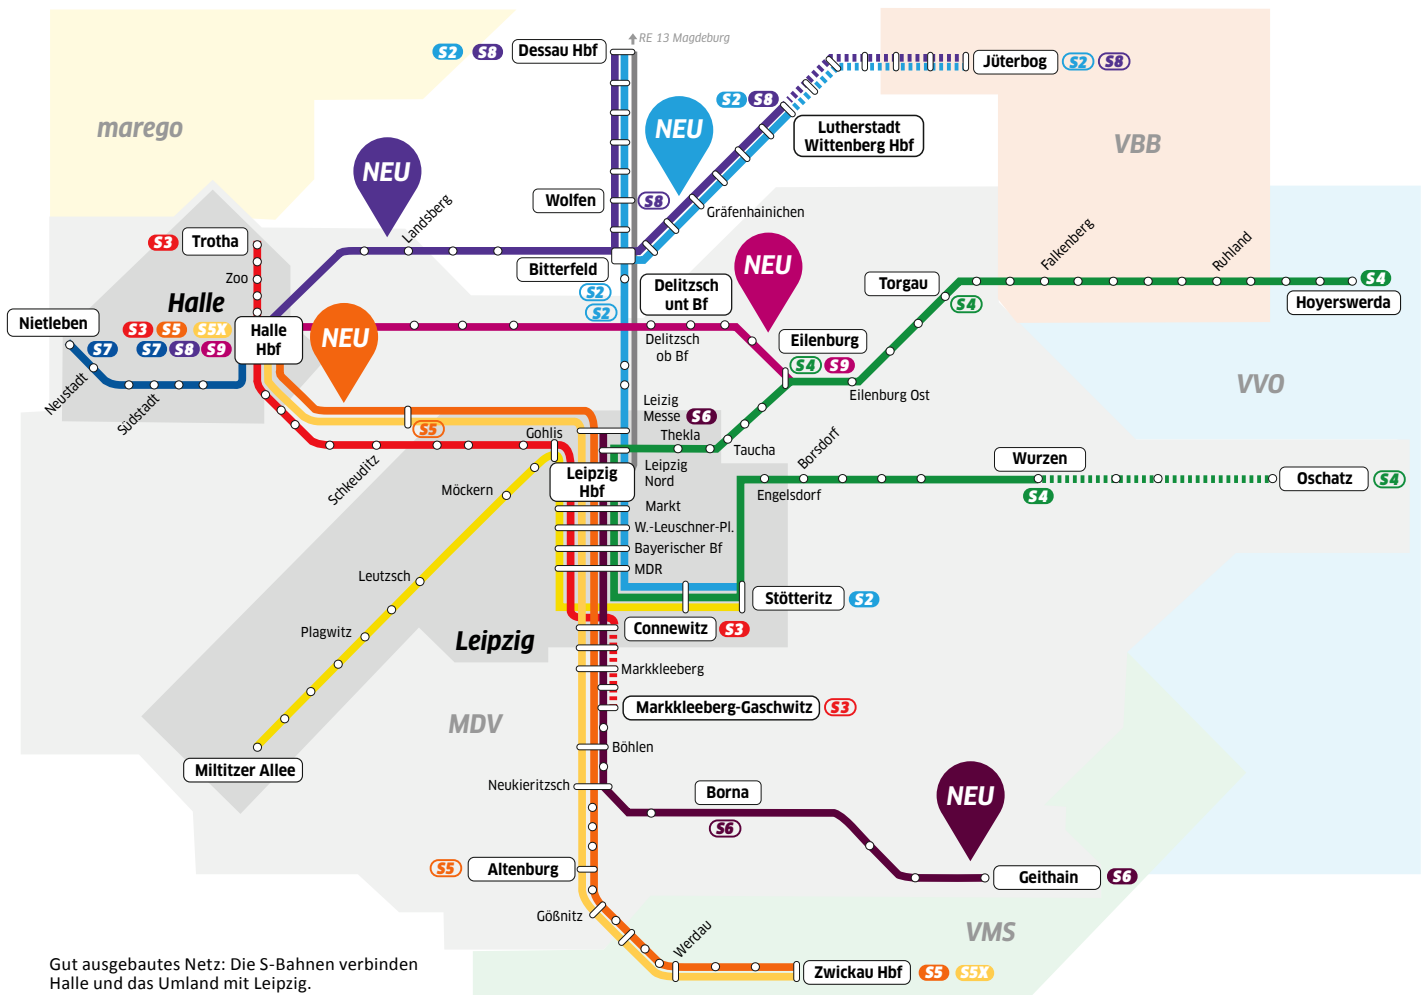 RE 13 Magdeburg
S2 S8 Dessau Hbf
Jüterbog S2 S8
marego
NEU
S2 S8
NEU
Lutherstadt
Wittenberg Hbf
VBB
Wolfen S8
Landsberg
Gräfenhainichen
S3 Trotha
Zoo
Bitterfeld
S2
S2
Delitzsch
unt Bf
NEU
Torgau
S4
Falkenberg
Ruhland
S4
Hoyerswerda
Halle
Nietleben
S7
S3 S5 S5X
S7 S8 S9
Halle
Hbf
NEU
Delitzsch
ob Bf
Eilenburg
S4 S9
Eilenburg Ost
VVO
Neustadt
Südstadt
S5
Leizig
Messe S6
Thekla
Taucha
Gohlis
Schkeuditz
Möckern
Leipzig
Hbf
Leipzig
Nord
Engelsdorf
Borsdorf
Wurzen
S4
Oschatz S4
Markt
W.-Leuschner-Pl.
Bayerischer Bf
MDR
Leutzsch
Plagwitz
Stötteritz S2
Leipzig
Connewitz S3
Markkleeberg
Markkleeberg-Gaschwitz S3
MDV
Miltitzer Allee
Böhlen
Neukieritzsch
Borna
S6
NEU
S5 Altenburg
Geithain S6
Gößnitz
Werdau
VMS
Zwickau Hbf S5 S5X
Gut ausgebautes Netz: Die S-Bahnen verbinden
Halle und das Umland mit Leipzig.